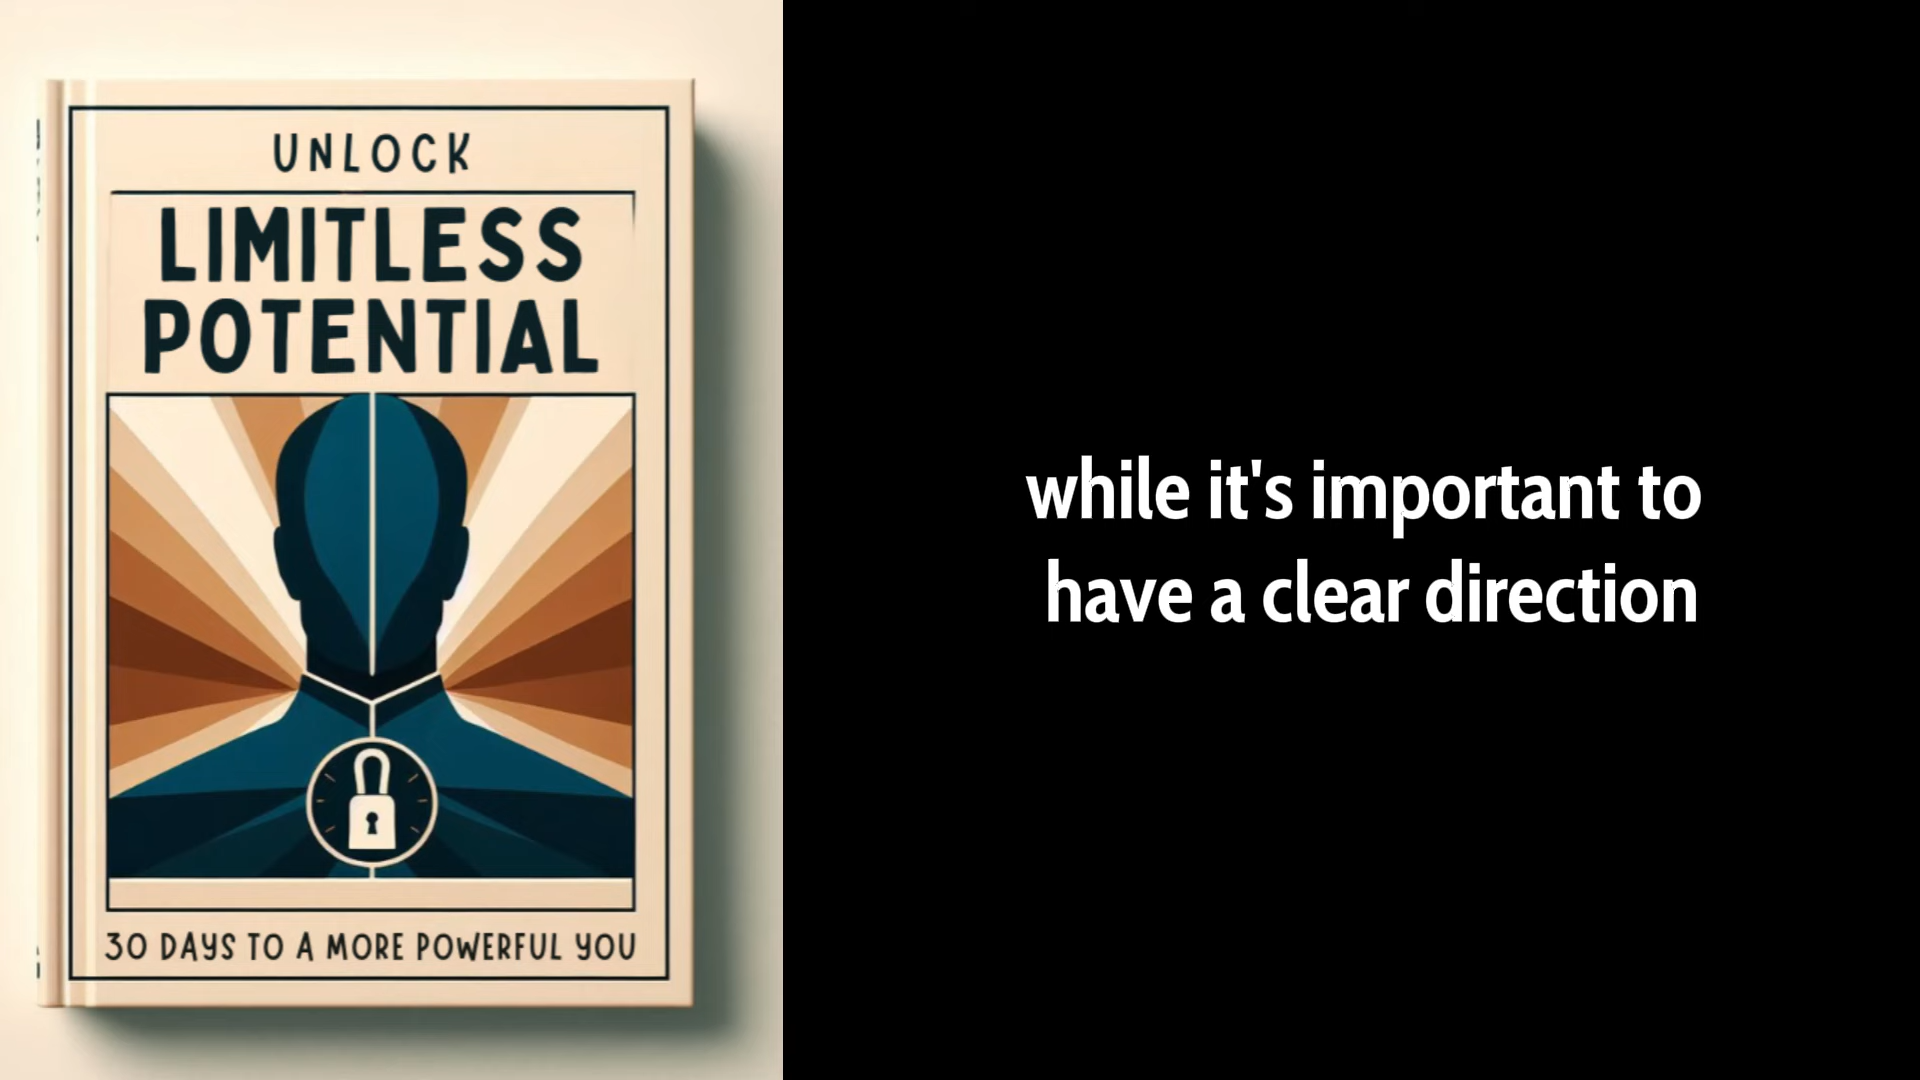 UNLOCK
LIMITLESS
POTENTIAL
30 DAYS TO A MORE POWERFUL YOU
while it's important to
have a clear direction